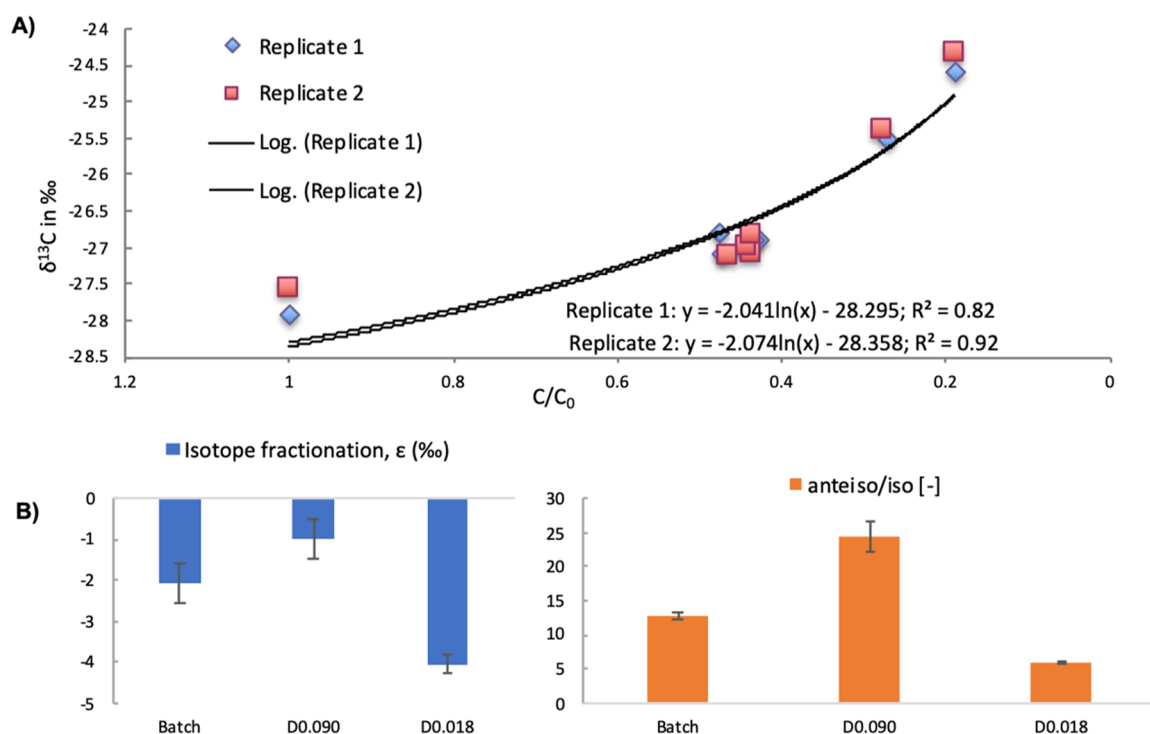 A)
Replicate 1
Replicate 2
Log. (Replicate 1)
Log. (Replicate 2)
-24
-24.5
-25
-25.5
-26
-26.5
-27
-27.5
-28
-28.5
δ¹³C in ‰
Replicate 1: y = -2.041ln(x) - 28.295; R² = 0.82
Replicate 2: y = -2.074ln(x) - 28.358; R² = 0.92
1.2 1 0.8 0.6 0.4 0.2 0
C/C₀
B)
Isotope fractionation, ε (‰)
0
-1
-2
-3
-4
-5
Batch D0.090 D0.018
anteiso/iso [-]
30
25
20
15
10
5
0
Batch D0.090 D0.018